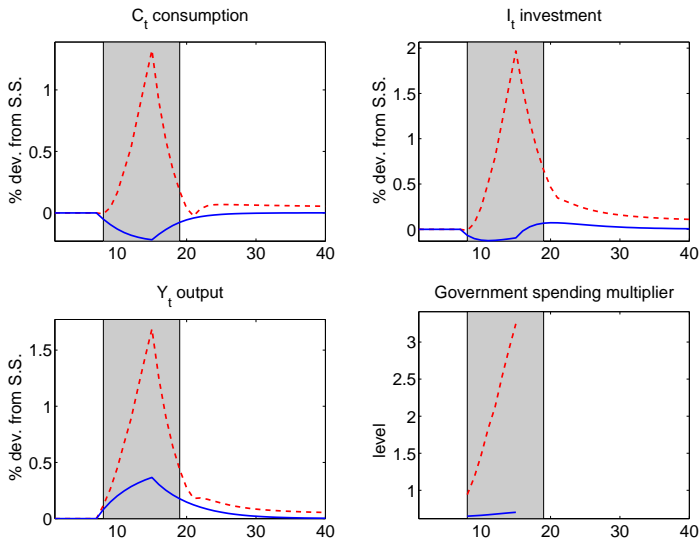 C_t consumption
% dev. from S.S.
1
0.5
0
10 20 30 40
I_t investment
% dev. from S.S.
2
1.5
1
0.5
0
10 20 30 40
Y_t output
% dev. from S.S.
1.5
1
0.5
0
10 20 30 40
Government spending multiplier
level
3
2.5
2
1.5
1
10 20 30 40